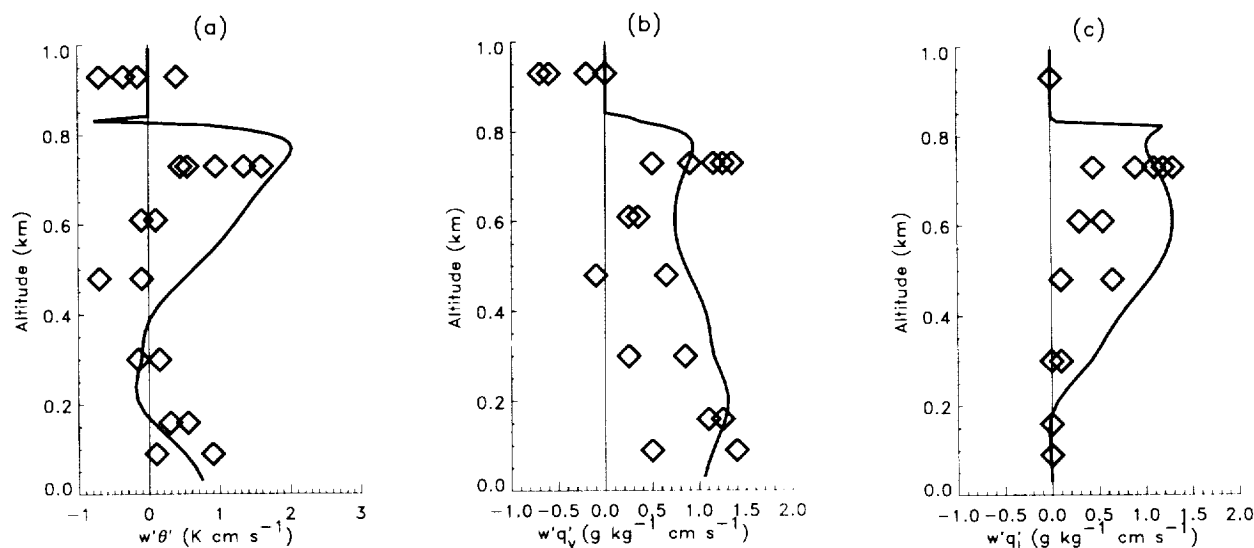 (a)
1.0
0.8
0.6
0.4
0.2
0.0
Altitude (km)
−1 0 1 2 3
w'θ' (K cm s⁻¹)
(b)
1.0
0.8
0.6
0.4
0.2
0.0
Altitude (km)
−1.0 −0.5 0.0 0.5 1.0 1.5 2.0
w'q'ᵥ (g kg⁻¹ cm s⁻¹)
(c)
1.0
0.8
0.6
0.4
0.2
0.0
Altitude (km)
−1.0 −0.5 0.0 0.5 1.0 1.5 2.0
w'q'ₗ (g kg⁻¹ cm s⁻¹)